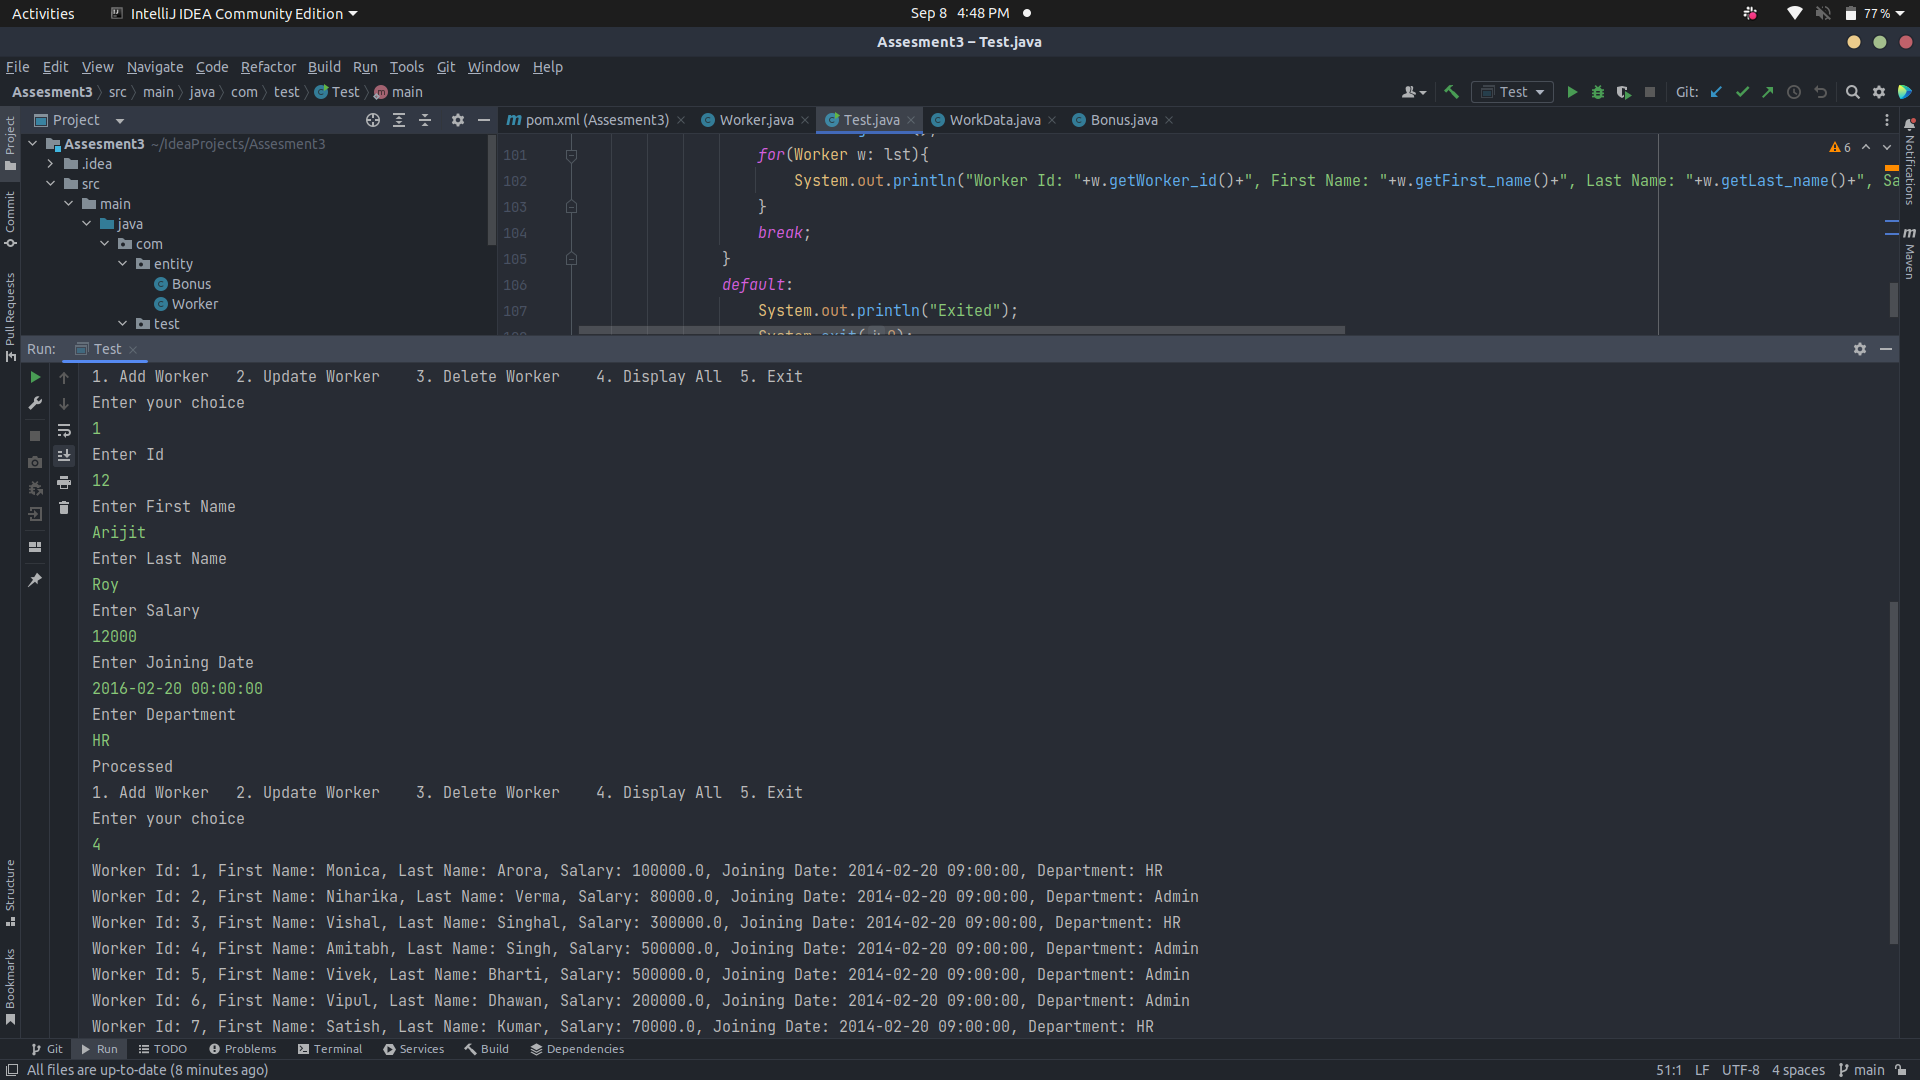 Activities IntelliJ IDEA Community Edition Sep 8 4:48 PM 77 %
Assesment3 – Test.java
File Edit View Navigate Code Refactor Build Run Tools Git Window Help
Assesment3 src main java com test Test main Test Git:
Project pom.xml (Assesment3) Worker.java Test.java WorkData.java Bonus.java
Assesment3 ~/IdeaProjects/Assesment3
.idea
src
main
java
com
entity
Bonus
Worker
test
101 for(Worker w: lst){
102 System.out.println("Worker Id: "+w.getWorker_id()+", First Name: "+w.getFirst_name()+", Last Name: "+w.getLast_name()+", Sa
103 }
104 break;
105 }
106 default:
107 System.out.println("Exited");
6
Project
Commit
Pull Requests
Structure
Bookmarks
Notifications
Maven
Run: Test
1. Add Worker 2. Update Worker 3. Delete Worker 4. Display All 5. Exit
Enter your choice
1
Enter Id
12
Enter First Name
Arijit
Enter Last Name
Roy
Enter Salary
12000
Enter Joining Date
2016-02-20 00:00:00
Enter Department
HR
Processed
1. Add Worker 2. Update Worker 3. Delete Worker 4. Display All 5. Exit
Enter your choice
4
Worker Id: 1, First Name: Monica, Last Name: Arora, Salary: 100000.0, Joining Date: 2014-02-20 09:00:00, Department: HR
Worker Id: 2, First Name: Niharika, Last Name: Verma, Salary: 80000.0, Joining Date: 2014-02-20 09:00:00, Department: Admin
Worker Id: 3, First Name: Vishal, Last Name: Singhal, Salary: 300000.0, Joining Date: 2014-02-20 09:00:00, Department: HR
Worker Id: 4, First Name: Amitabh, Last Name: Singh, Salary: 500000.0, Joining Date: 2014-02-20 09:00:00, Department: Admin
Worker Id: 5, First Name: Vivek, Last Name: Bharti, Salary: 500000.0, Joining Date: 2014-02-20 09:00:00, Department: Admin
Worker Id: 6, First Name: Vipul, Last Name: Dhawan, Salary: 200000.0, Joining Date: 2014-02-20 09:00:00, Department: Admin
Worker Id: 7, First Name: Satish, Last Name: Kumar, Salary: 70000.0, Joining Date: 2014-02-20 09:00:00, Department: HR
Git Run TODO Problems Terminal Services Build Dependencies
All files are up-to-date (8 minutes ago) 51:1 LF UTF-8 4 spaces main